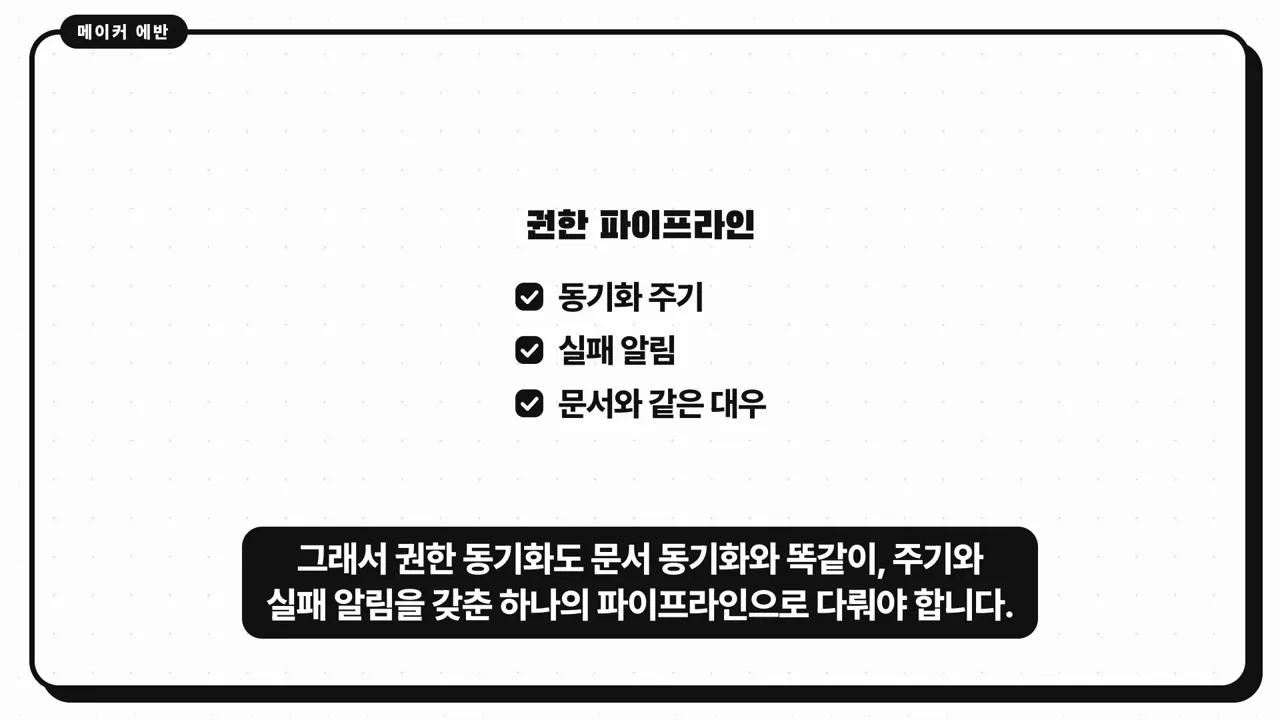 메이커 에반
권한 파이프라인
동기화 주기
실패 알림
문서와 같은 대우
그래서 권한 동기화도 문서 동기화와 똑같이, 주기와
실패 알림을 갖춘 하나의 파이프라인으로 다뤄야 합니다.